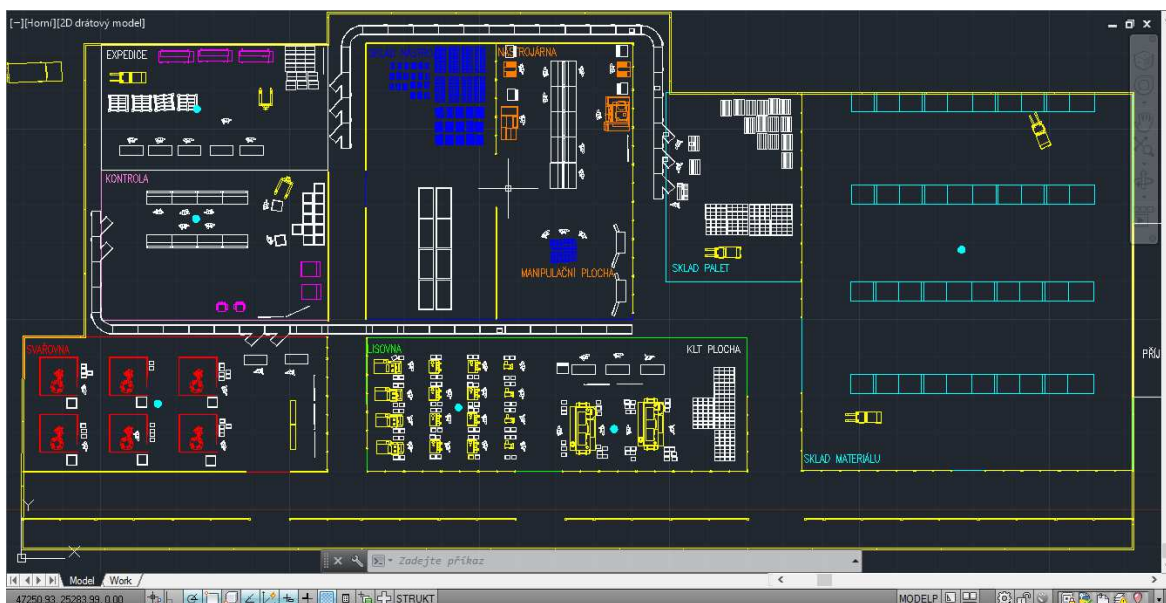 [−][Horní][2D drátový model]
EXPEDICE
NÁSTROJÁRNA
KONTROLA
MANIPULAČNÍ PLOCHA
SKLAD PALET
SVAŘOVNA
LISOVNA
KLT PLOCHA
PŘÍJ
SKLAD MATERIÁLU
Y
X
Zadejte příkaz
Model
Work
47250.93, 25283.99, 0.00
STRUKT
MODELP